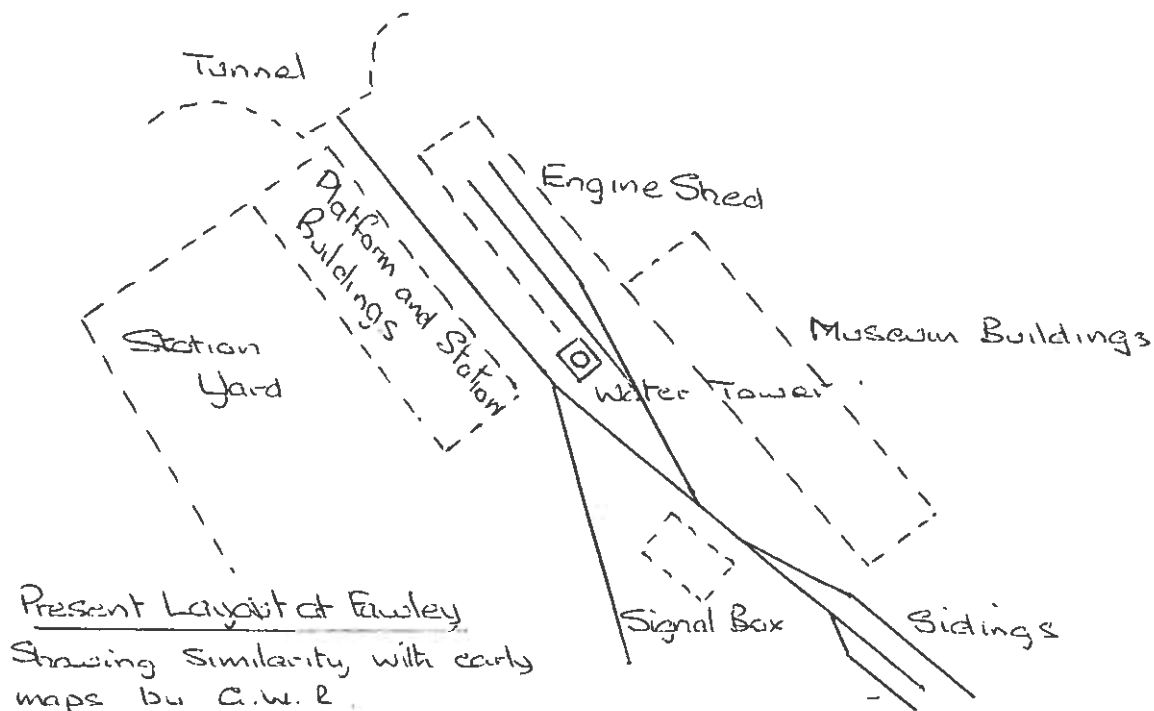 Tunnel
Engine Shed
Platform and Station
Buildings
Museum Buildings
Station
Yard
Water Tower
Signal Box
Sidings
Present Layout at Fawley
Showing Similarity with early
maps by G.W.R.